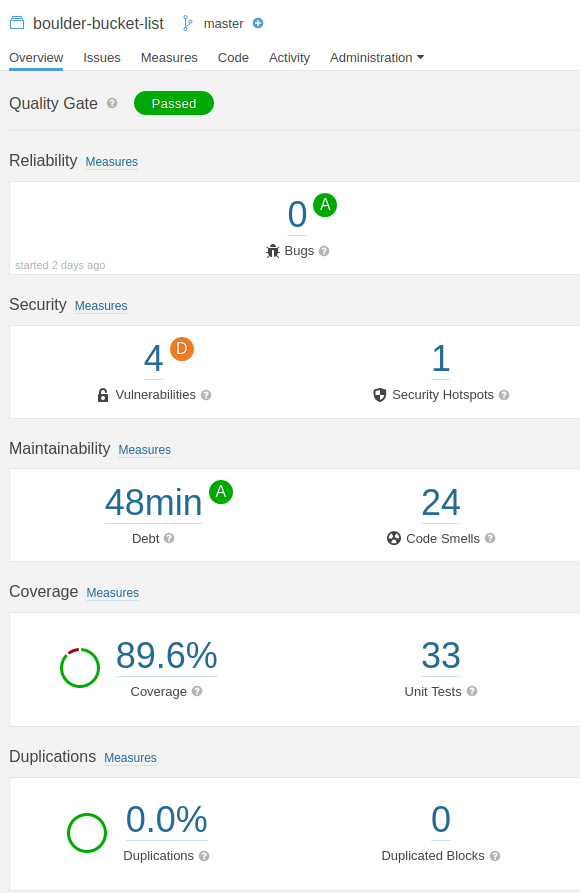 boulder-bucket-list master
Overview Issues Measures Code Activity Administration
Quality Gate ? Passed
Reliability Measures
0 A
Bugs ?
started 2 days ago
Security Measures
4 D 1
Vulnerabilities ? Security Hotspots ?
Maintainability Measures
48min A 24
Debt ? Code Smells ?
Coverage Measures
89.6% 33
Coverage ? Unit Tests ?
Duplications Measures
0.0% 0
Duplications ? Duplicated Blocks ?